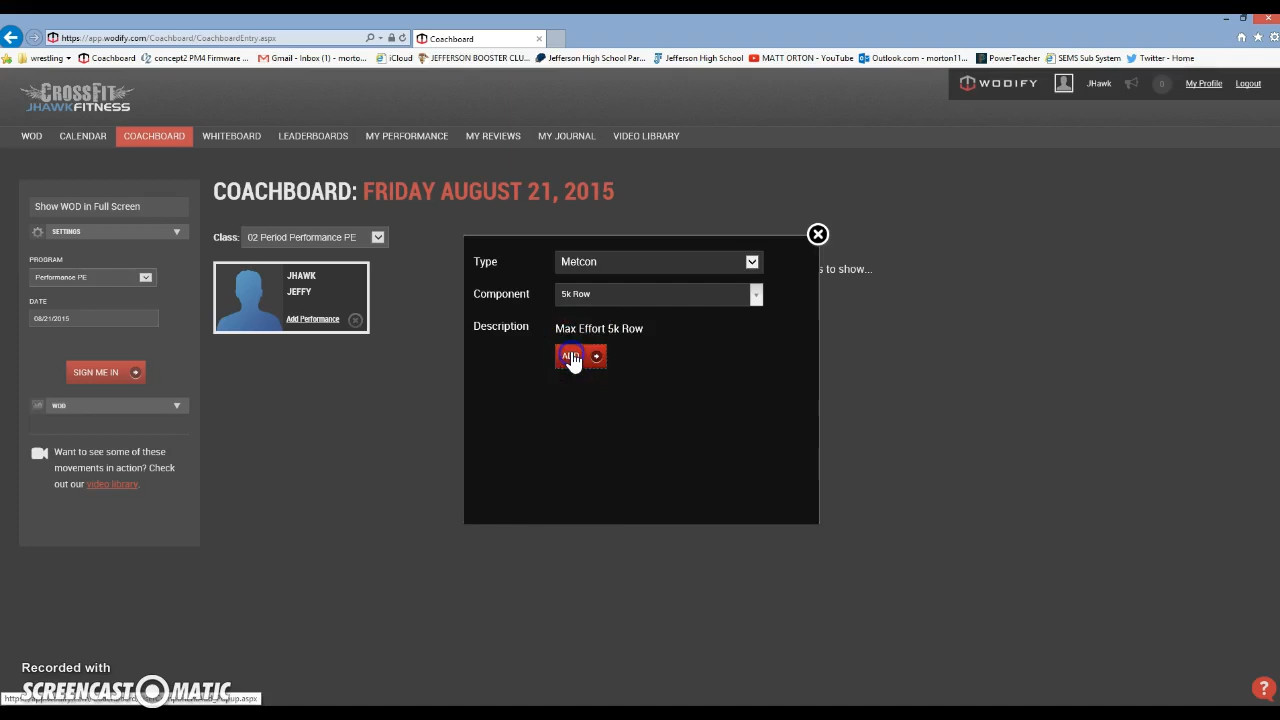 https://app.wodify.com/Coachboard/CoachboardEntry.aspx
Coachboard
wrestling
Coachboard
concept2 PM4 Firmware ...
Gmail - Inbox (1) - morto...
iCloud
JEFFERSON BOOSTER CLU...
Jefferson High School Par...
Jefferson High School
MATT ORTON - YouTube
Outlook.com - morton11...
PowerTeacher
SEMS Sub System
Twitter - Home
CROSSFIT
JHAWKFITNESS
WODIFY
JHawk
0
My Profile
Logout
WOD
CALENDAR
COACHBOARD
WHITEBOARD
LEADERBOARDS
MY PERFORMANCE
MY REVIEWS
MY JOURNAL
VIDEO LIBRARY
Show WOD in Full Screen
SETTINGS
PROGRAM
Performance PE
DATE
08/21/2015
SIGN ME IN
WOD
Want to see some of these
movements in action? Check
out our video library.
COACHBOARD: FRIDAY AUGUST 21, 2015
Class: 02 Period Performance PE
JHAWK
JEFFY
Add Performance
Type
Metcon
Component
5k Row
Description
Max Effort 5k Row
s to show...
Recorded with
SCREENCAST-O-MATIC
?